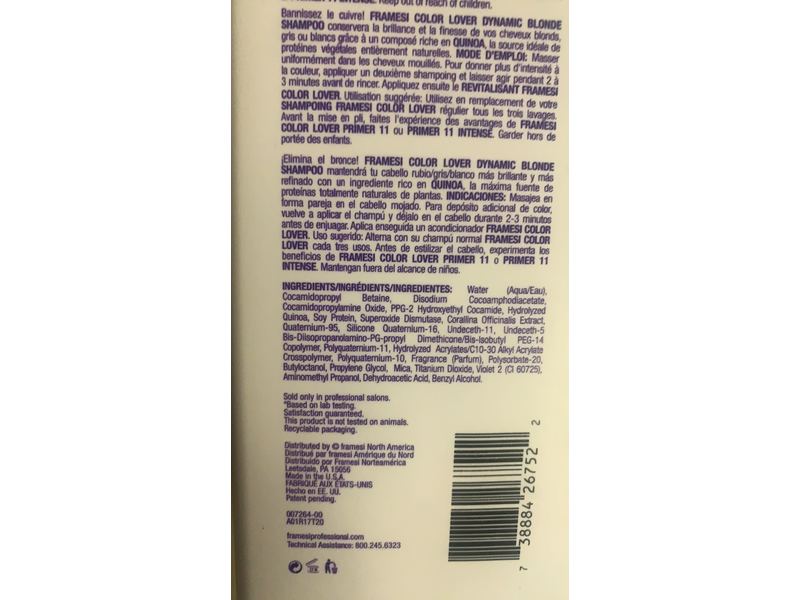 Keep out of reach of children.
Bannissez le cuivre! FRAMESI COLOR LOVER DYNAMIC BLONDE
SHAMPOO conservera la brillance et la finesse de vos cheveux blonds,
gris ou blancs grâce à un composé riche en QUINOA, la source idéale de
protéines végétales entièrement naturelles. MODE D'EMPLOI: Masser
uniformément dans les cheveux mouillés. Pour donner plus d'intensité à
la couleur, appliquer un deuxième shampoing et laisser agir pendant 2 à
3 minutes avant de rincer. Appliquez ensuite le REVITALISANT FRAMESI
COLOR LOVER. Utilisation suggérée: Utilisez en remplacement de votre
SHAMPOING FRAMESI COLOR LOVER régulier tous les trois lavages.
Avant la mise en pli, faites l'expérience des avantages de FRAMESI
COLOR LOVER PRIMER 11 ou PRIMER 11 INTENSE. Garder hors de
portée des enfants.
¡Elimina el bronce! FRAMESI COLOR LOVER DYNAMIC BLONDE
SHAMPOO mantendrá tu cabello rubio/gris/blanco más brillante y más
refinado con un ingrediente rico en QUINOA, la máxima fuente de
proteínas totalmente naturales de plantas. INDICACIONES: Masajea en
forma pareja en el cabello mojado. Para depósito adicional de color,
vuelve a aplicar el champú y déjalo en el cabello durante 2-3 minutos
antes de enjuagar. Aplica enseguida un acondicionador FRAMESI COLOR
LOVER. Uso sugerido: Alterna con su champú normal FRAMESI COLOR
LOVER cada tres usos. Antes de estilizar el cabello, experimenta los
beneficios de FRAMESI COLOR LOVER PRIMER 11 o PRIMER 11
INTENSE. Mantengan fuera del alcance de niños.
INGREDIENTS/INGRÉDIENTS/INGREDIENTES: Water (Aqua/Eau),
Cocamidopropyl Betaine, Disodium Cocoamphodiacetate,
Cocamidopropylamine Oxide, PPG-2 Hydroxyethyl Cocamide, Hydrolyzed
Quinoa, Soy Protein, Superoxide Dismutase, Corallina Officinalis Extract,
Quaternium-95, Silicone Quaternium-16, Undeceth-11, Undeceth-5
Bis-Diisopropanolamino-PG-propyl Dimethicone/Bis-Isobutyl PEG-14
Copolymer, Polyquaternium-11, Hydrolyzed Acrylates/C10-30 Alkyl Acrylate
Crosspolymer, Polyquaternium-10, Fragrance (Parfum), Polysorbate-20,
Butyloctanol, Propylene Glycol, Mica, Titanium Dioxide, Violet 2 (CI 60725),
Aminomethyl Propanol, Dehydroacetic Acid, Benzyl Alcohol.
Sold only in professional salons.
*Based on lab testing.
Satisfaction guaranteed.
This product is not tested on animals.
Recyclable packaging.
Distributed by © framesi North America
Distribué par framesi Amérique du Nord
Distribuido por Framesi Norteamérica
Leetsdale, PA 15056
Made in the U.S.A.
FABRIQUÉ AUX ÉTATS-UNIS
Hecho en EE. UU.
Patent pending.
007264-00
A01R17T20
framesiprofessional.com
Technical Assistance: 800.245.6323
7 38884 26752 2